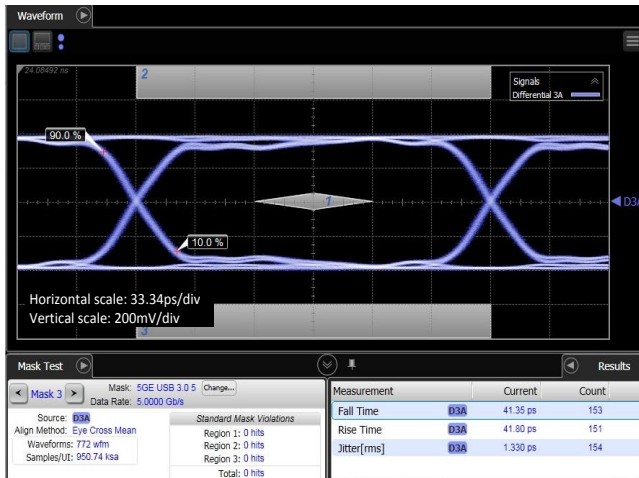 Waveform
24.08492 ns
2
Signals
Differential 3A
90.0 %
1
D3A
10.0 %
Horizontal scale: 33.34ps/div
Vertical scale: 200mV/div
3
Mask Test
Results
Mask 3
Mask: 5GE USB 3.0 5 Change...
Data Rate: 5.0000 Gb/s
Source: D3A
Align Method: Eye Cross Mean
Waveforms: 772 wfm
Samples/UI: 950.74 ksa
Standard Mask Violations
Region 1: 0 hits
Region 2: 0 hits
Region 3: 0 hits
Total: 0 hits
Measurement Current Count
Fall Time D3A 41.35 ps 153
Rise Time D3A 41.80 ps 151
Jitter[rms] D3A 1.330 ps 154